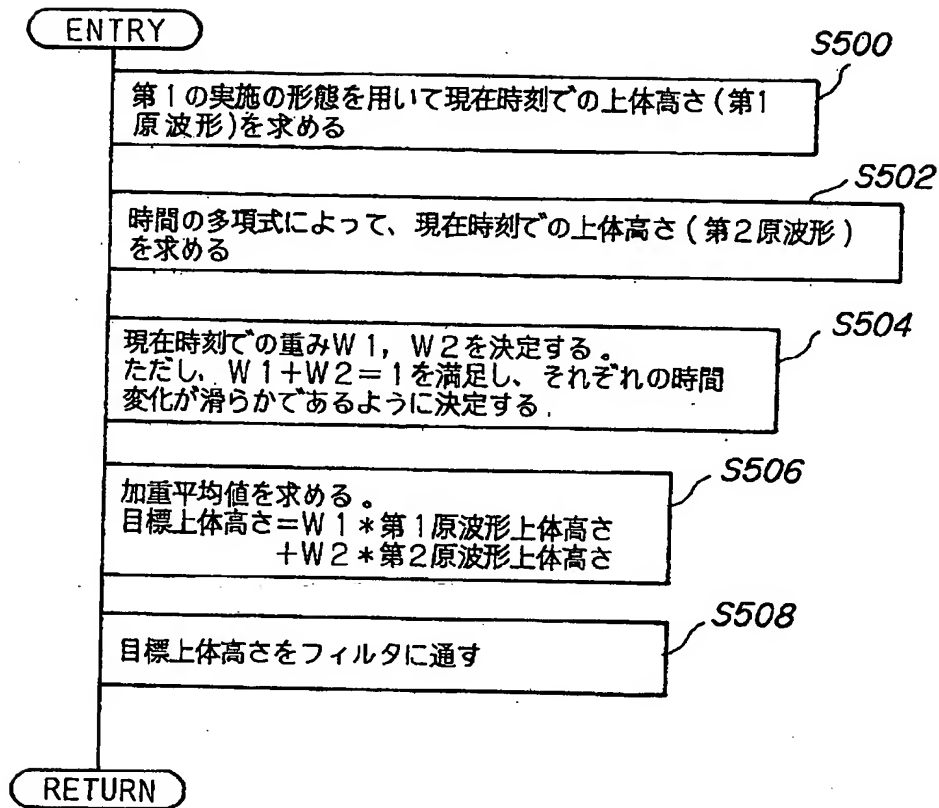 ENTRY
S500
第1の実施の形態を用いて現在時刻での上体高さ(第1
原波形)を求める
S502
時間の多項式によって、現在時刻での上体高さ(第2原波形)
を求める
S504
現在時刻での重みW1, W2を決定する。
ただし、W1+W2=1を満足し、それぞれの時間
変化が滑らかであるように決定する.
S506
加重平均値を求める。
目標上体高さ=W1*第1原波形上体高さ
+W2*第2原波形上体高さ
S508
目標上体高さをフィルタに通す
RETURN